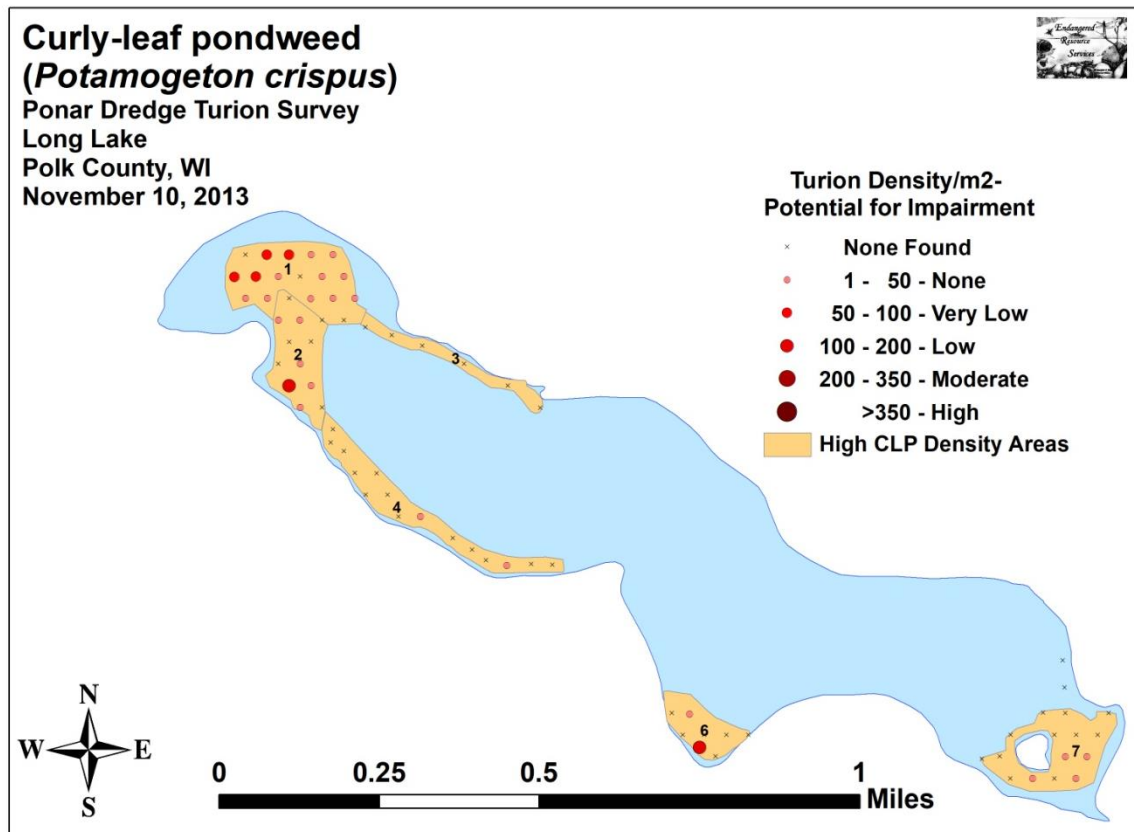 Curly-leaf pondweed
(Potamogeton crispus)
Ponar Dredge Turion Survey
Long Lake
Polk County, WI
November 10, 2013
Endangered
Resource
Services
Turion Density/m2-
Potential for Impairment
None Found
1 - 50 - None
50 - 100 - Very Low
100 - 200 - Low
200 - 350 - Moderate
>350 - High
High CLP Density Areas
1
2
3
4
6
7
N
W E
S
0 0.25 0.5 1
Miles